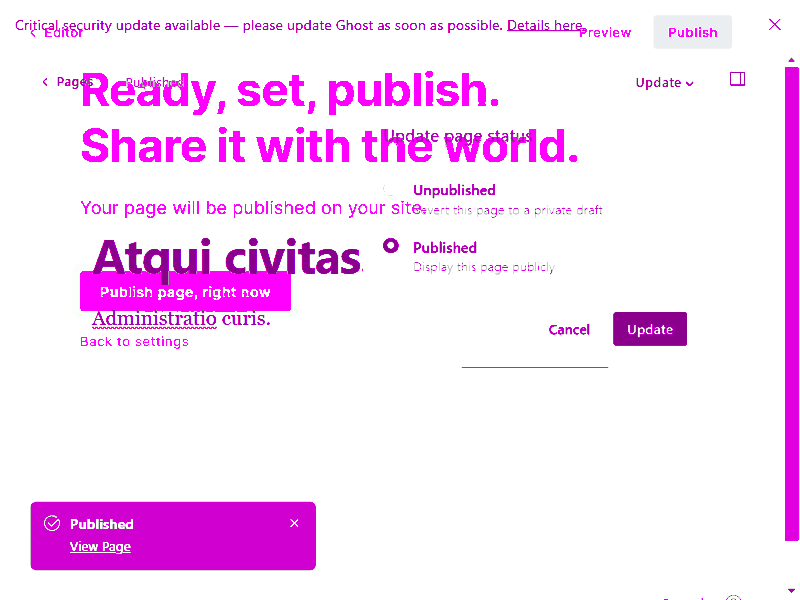 Critical security update available — please update Ghost as soon as possible. Details here.
Editor
Preview
Publish
Pages
Published
Update
Ready, set, publish.
Share it with the world.
Update page status
Unpublished
Revert this page to a private draft
Your page will be published on your site.
Published
Display this page publicly
Atqui civitas.
Publish page, right now
Administratio curis.
Cancel
Update
Back to settings
Published
View Page